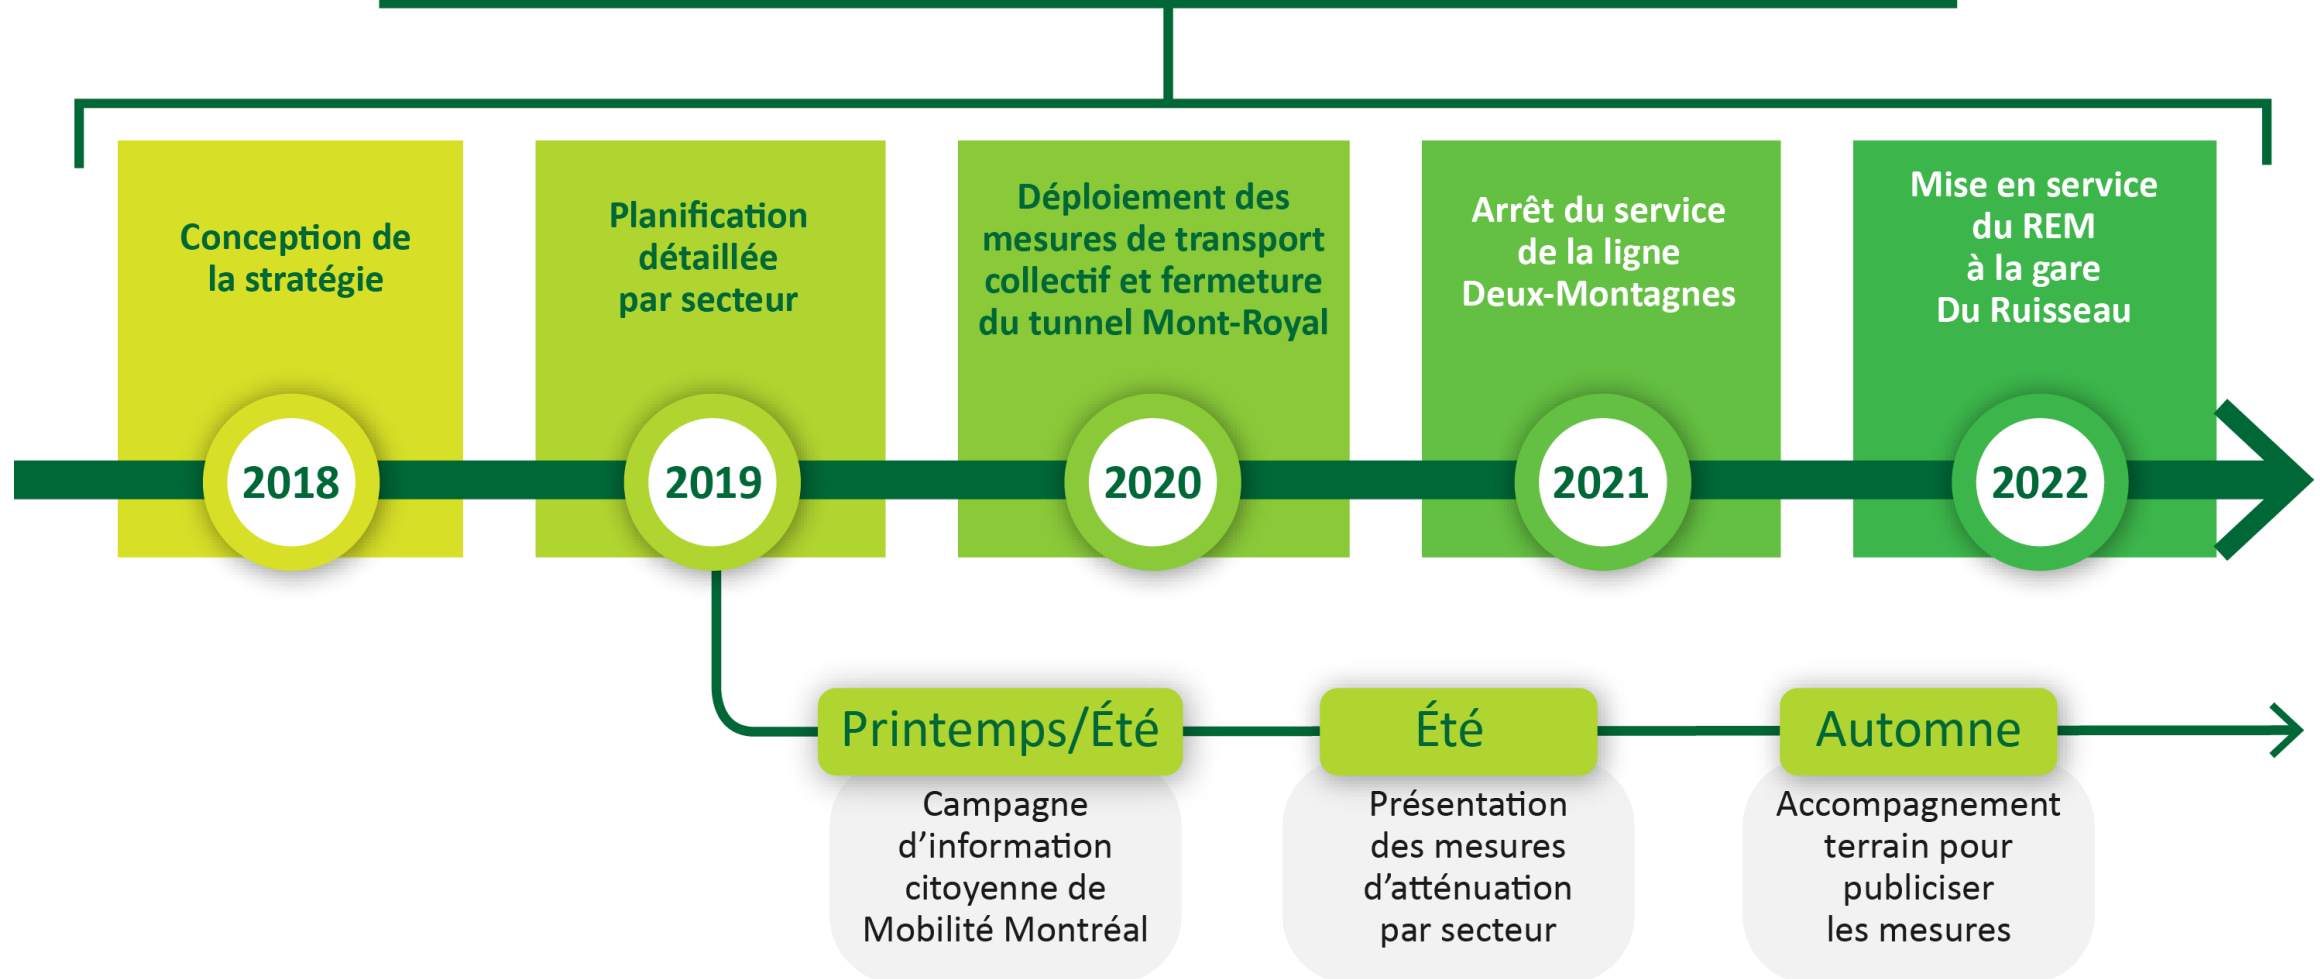 Conception de
la stratégie
2018
Planification
détaillée
par secteur
2019
Déploiement des
mesures de transport
collectif et fermeture
du tunnel Mont-Royal
2020
Arrêt du service
de la ligne
Deux-Montagnes
2021
Mise en service
du REM
à la gare
Du Ruisseau
2022
Printemps/Été
Campagne
d’information
citoyenne de
Mobilité Montréal
Été
Présentation
des mesures
d’atténuation
par secteur
Automne
Accompagnement
terrain pour
publiciser
les mesures